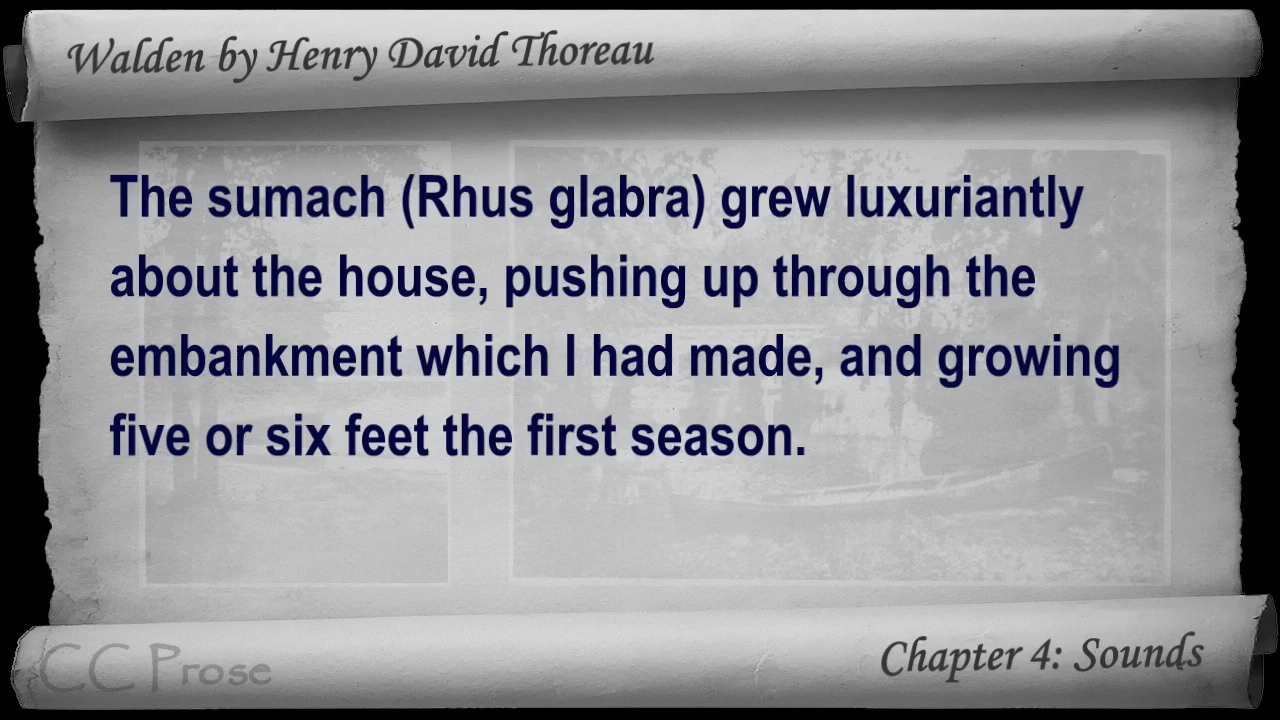 Walden by Henry David Thoreau
The sumach (Rhus glabra) grew luxuriantly
about the house, pushing up through the
embankment which I had made, and growing
five or six feet the first season.
CC Prose
Chapter 4: Sounds